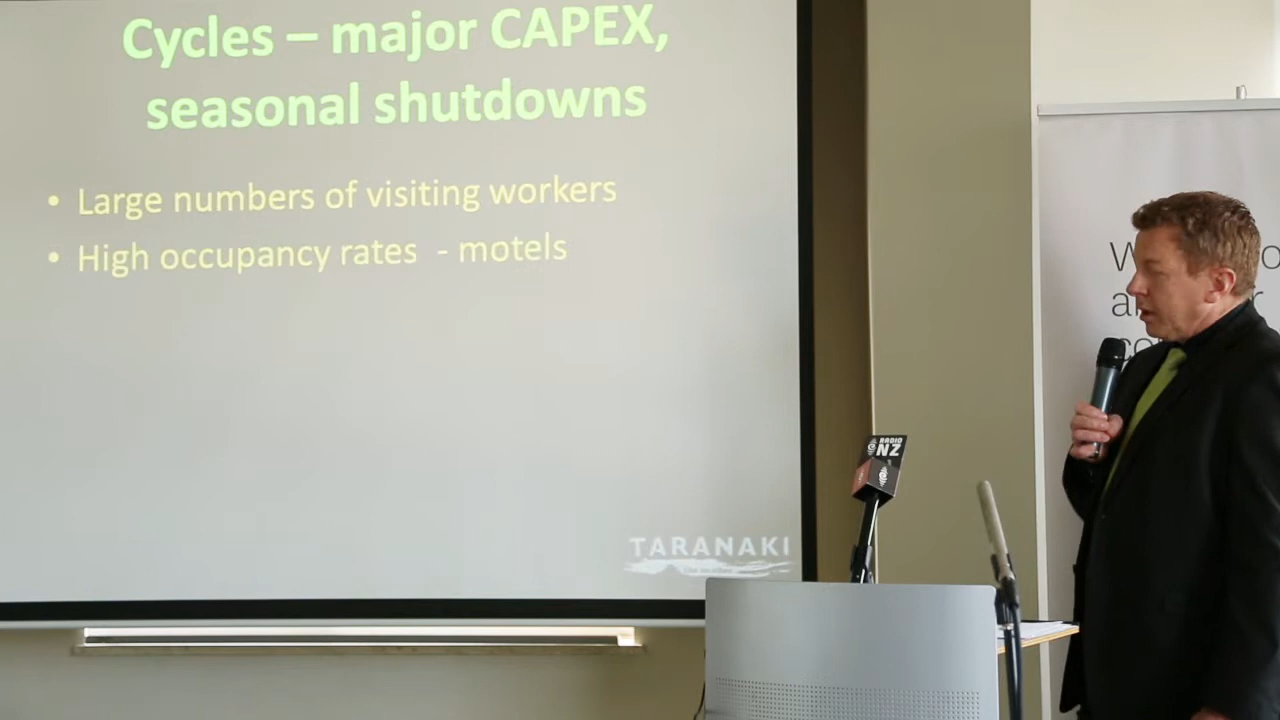 Cycles – major CAPEX,
seasonal shutdowns
• Large numbers of visiting workers
• High occupancy rates - motels
RADIO
NZ
TARANAKI